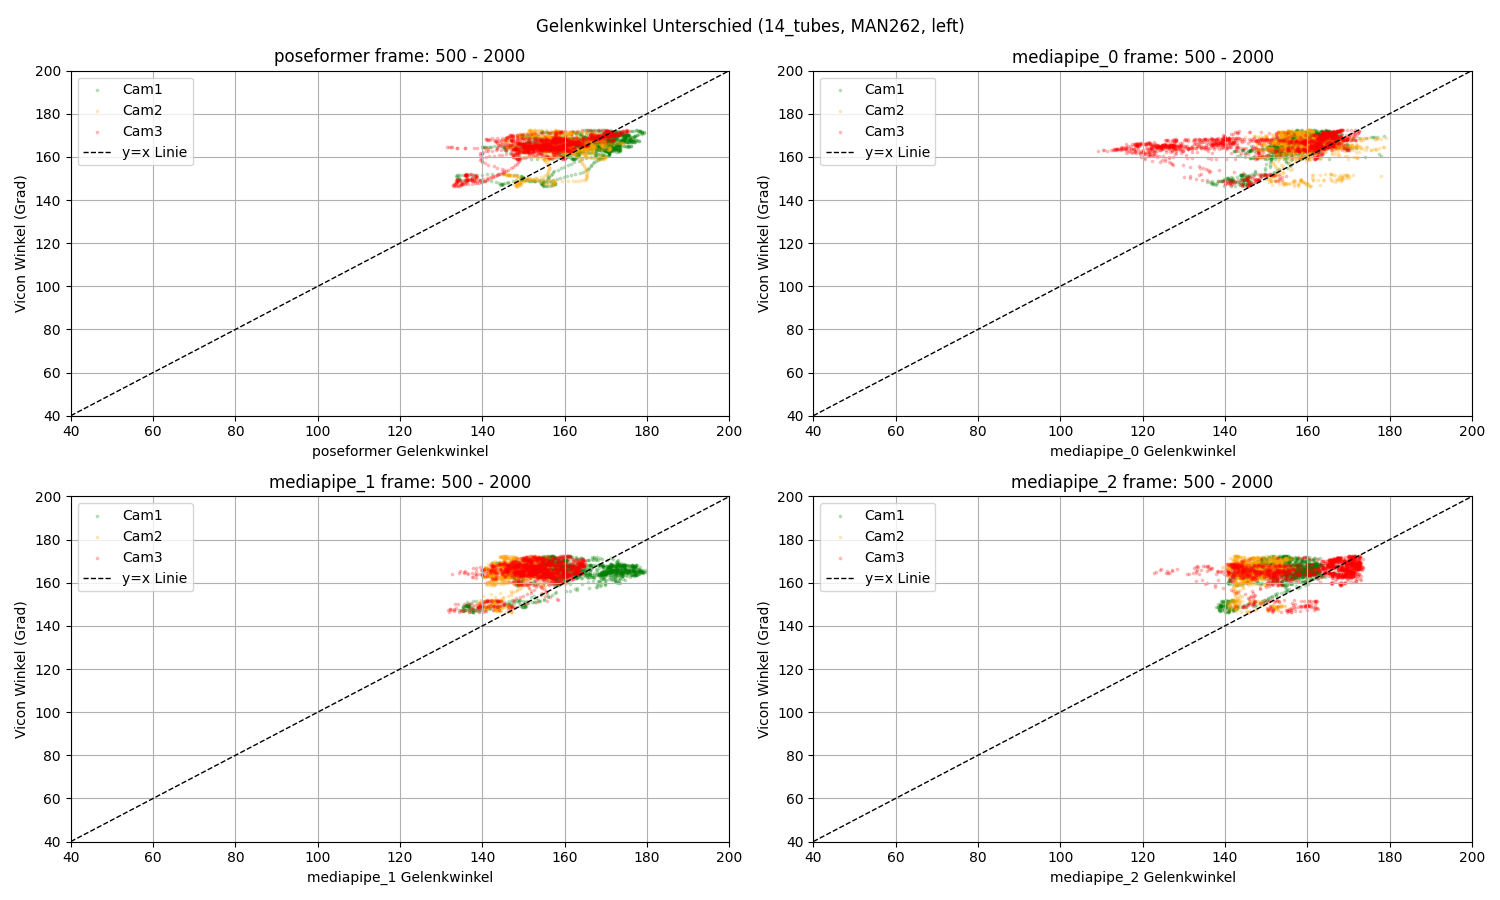 Gelenkwinkel Unterschied (14_tubes, MAN262, left)
poseformer frame: 500 - 2000
200
180
160
140
120
100
80
60
40
Vicon Winkel (Grad)
Cam1
Cam2
Cam3
y=x Linie
40 60 80 100 120 140 160 180 200
poseformer Gelenkwinkel
mediapipe_0 frame: 500 - 2000
200
180
160
140
120
100
80
60
40
Vicon Winkel (Grad)
Cam1
Cam2
Cam3
y=x Linie
40 60 80 100 120 140 160 180 200
mediapipe_0 Gelenkwinkel
mediapipe_1 frame: 500 - 2000
200
180
160
140
120
100
80
60
40
Vicon Winkel (Grad)
Cam1
Cam2
Cam3
y=x Linie
40 60 80 100 120 140 160 180 200
mediapipe_1 Gelenkwinkel
mediapipe_2 frame: 500 - 2000
200
180
160
140
120
100
80
60
40
Vicon Winkel (Grad)
Cam1
Cam2
Cam3
y=x Linie
40 60 80 100 120 140 160 180 200
mediapipe_2 Gelenkwinkel